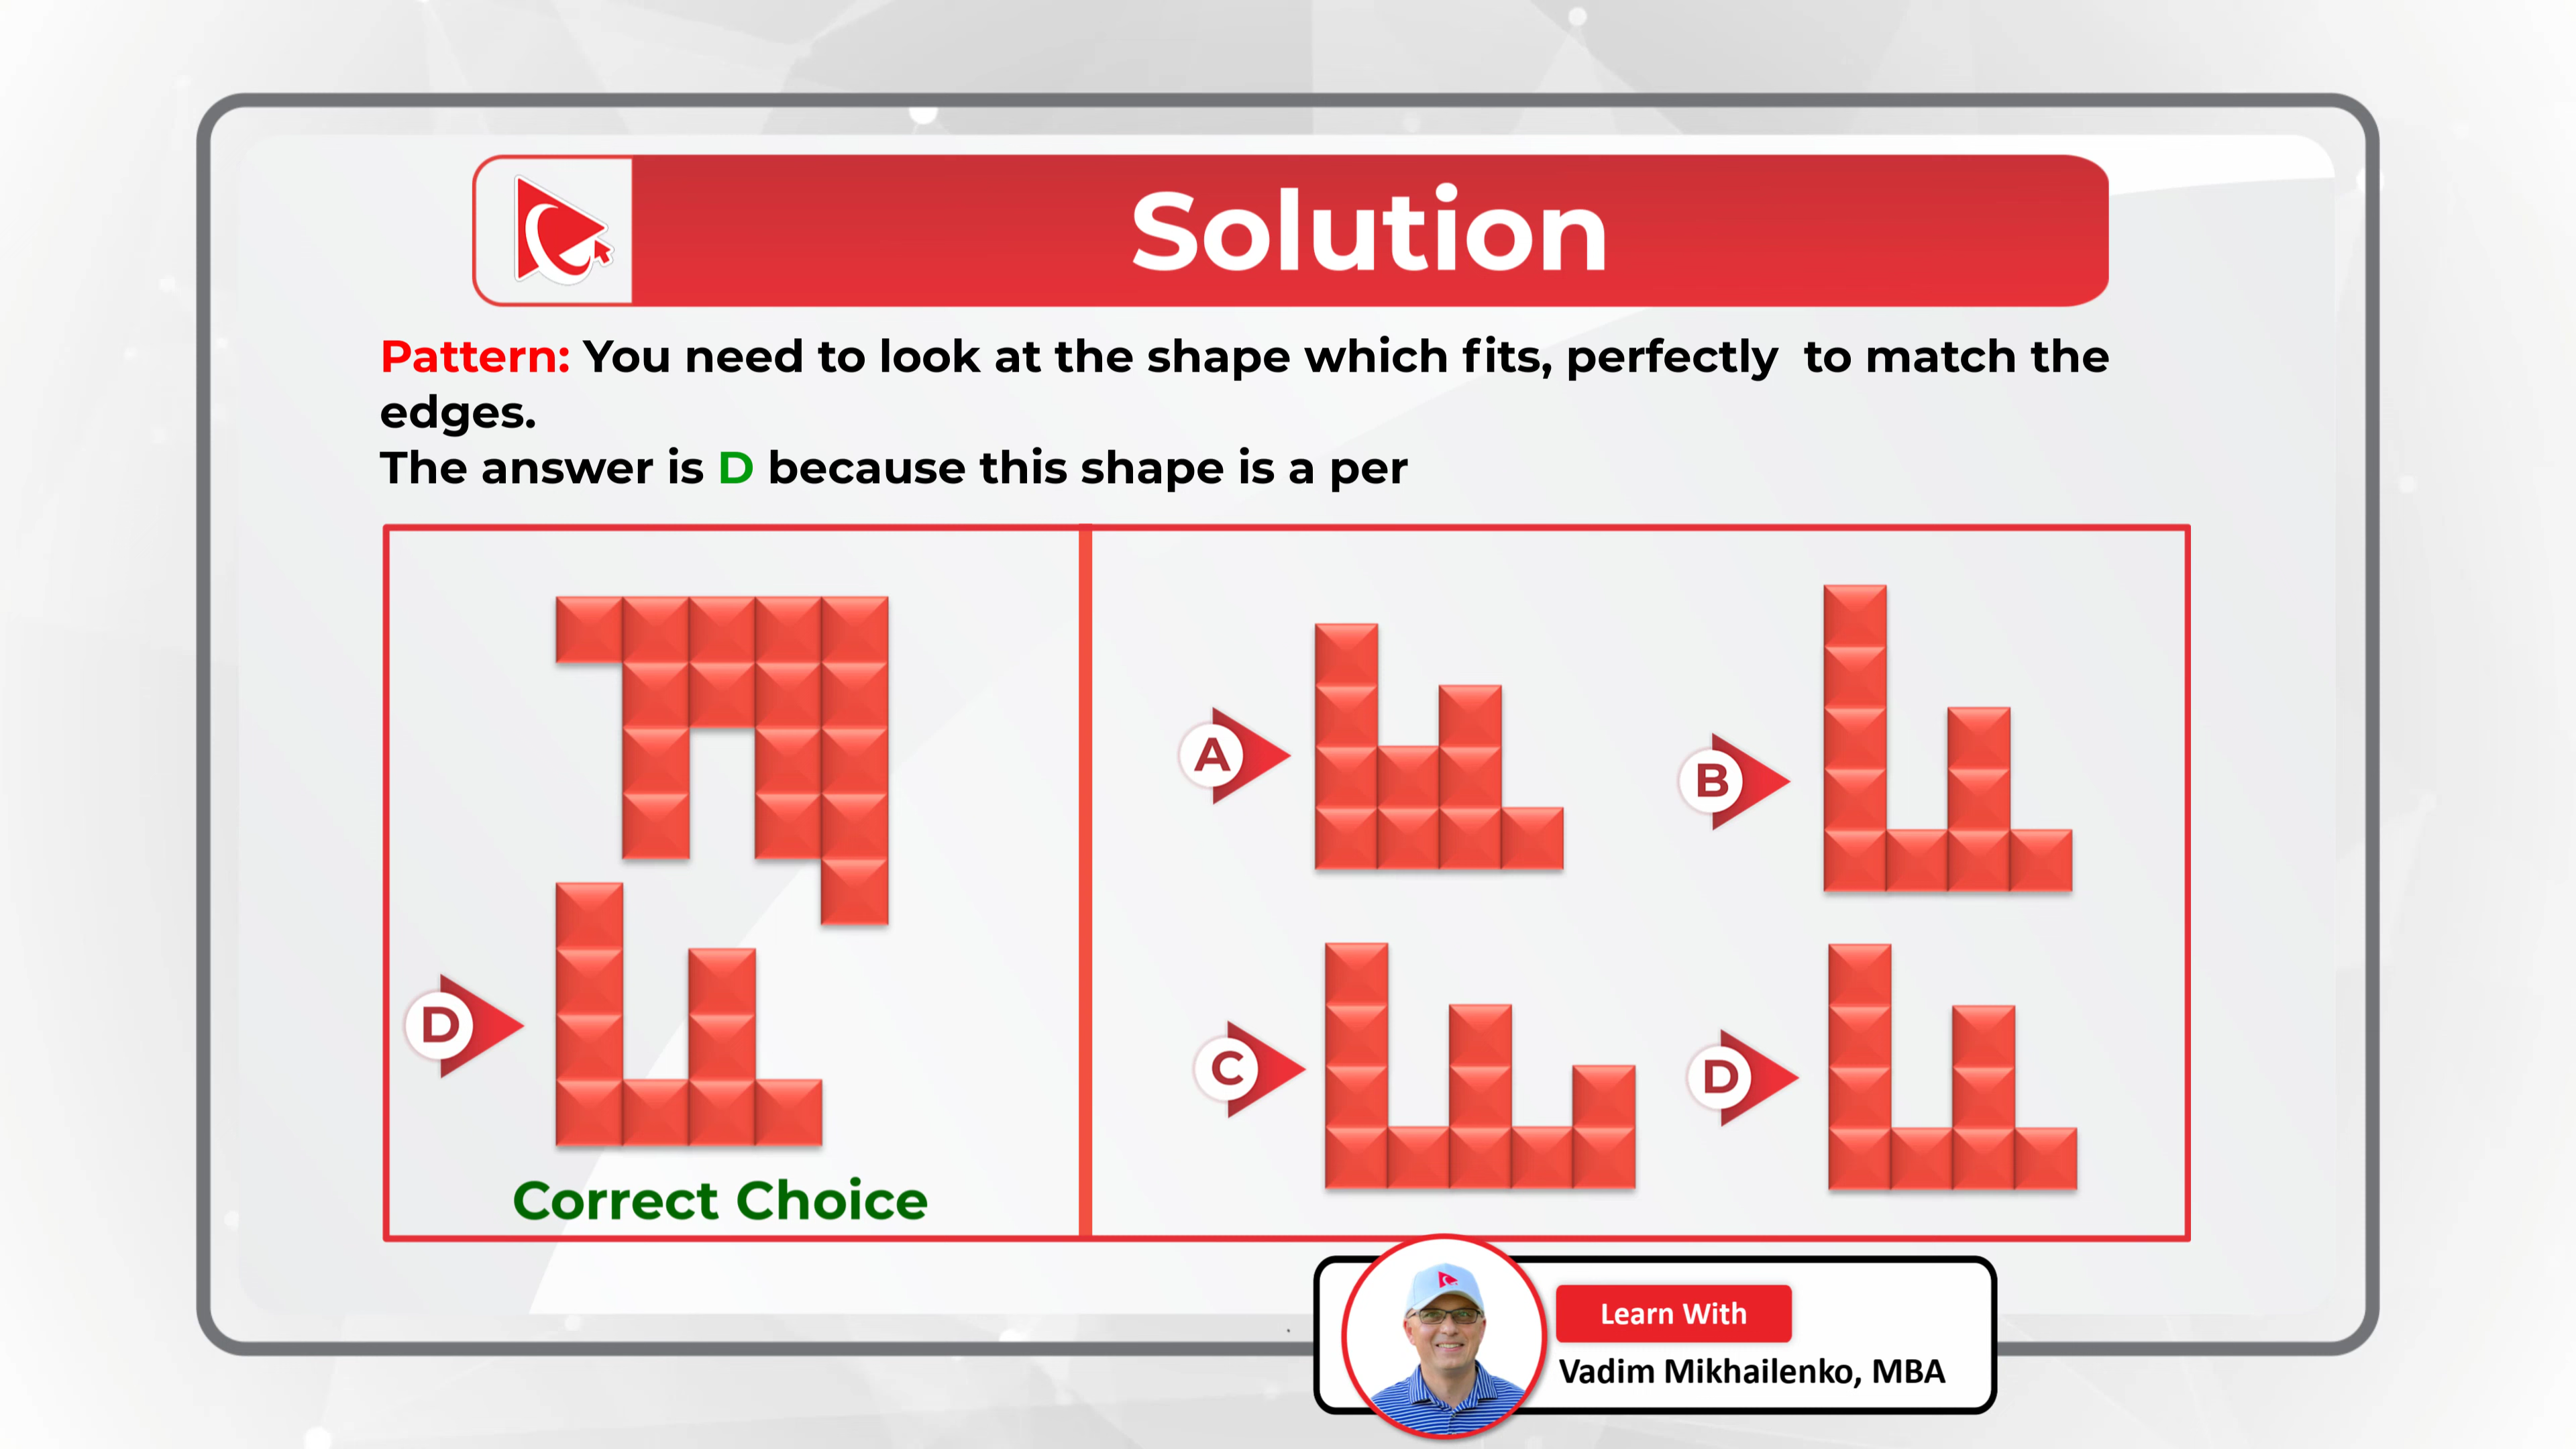 Solution
Pattern: You need to look at the shape which fits, perfectly to match the
edges.
The answer is D because this shape is a per
A
B
D
C
D
Correct Choice
Learn With
Vadim Mikhailenko, MBA